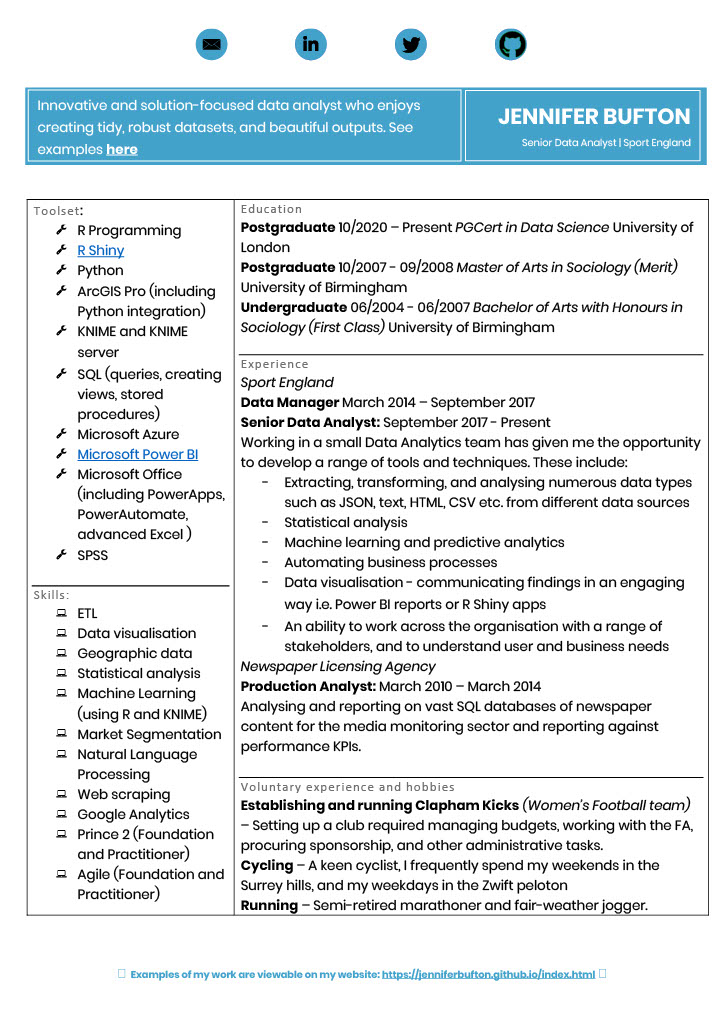 Innovative and solution-focused data analyst who enjoys
creating tidy, robust datasets, and beautiful outputs. See
examples here
JENNIFER BUFTON
Senior Data Analyst | Sport England
Toolset:
R Programming
R Shiny
Python
ArcGIS Pro (including
Python integration)
KNIME and KNIME
server
SQL (queries, creating
views, stored
procedures)
Microsoft Azure
Microsoft Power BI
Microsoft Office
(including PowerApps,
PowerAutomate,
advanced Excel )
SPSS
Skills:
ETL
Data visualisation
Geographic data
Statistical analysis
Machine Learning
(using R and KNIME)
Market Segmentation
Natural Language
Processing
Web scraping
Google Analytics
Prince 2 (Foundation
and Practitioner)
Agile (Foundation and
Practitioner)
Education
Postgraduate 10/2020 – Present PGCert in Data Science University of
London
Postgraduate 10/2007 - 09/2008 Master of Arts in Sociology (Merit)
University of Birmingham
Undergraduate 06/2004 - 06/2007 Bachelor of Arts with Honours in
Sociology (First Class) University of Birmingham
Experience
Sport England
Data Manager March 2014 – September 2017
Senior Data Analyst: September 2017 - Present
Working in a small Data Analytics team has given me the opportunity
to develop a range of tools and techniques. These include:
- Extracting, transforming, and analysing numerous data types
such as JSON, text, HTML, CSV etc. from different data sources
- Statistical analysis
- Machine learning and predictive analytics
- Automating business processes
- Data visualisation - communicating findings in an engaging
way i.e. Power BI reports or R Shiny apps
- An ability to work across the organisation with a range of
stakeholders, and to understand user and business needs
Newspaper Licensing Agency
Production Analyst: March 2010 – March 2014
Analysing and reporting on vast SQL databases of newspaper
content for the media monitoring sector and reporting against
performance KPIs.
Voluntary experience and hobbies
Establishing and running Clapham Kicks (Women's Football team)
– Setting up a club required managing budgets, working with the FA,
procuring sponsorship, and other administrative tasks.
Cycling – A keen cyclist, I frequently spend my weekends in the
Surrey hills, and my weekdays in the Zwift peloton
Running – Semi-retired marathoner and fair-weather jogger.
Examples of my work are viewable on my website: https://jenniferbufton.github.io/index.html